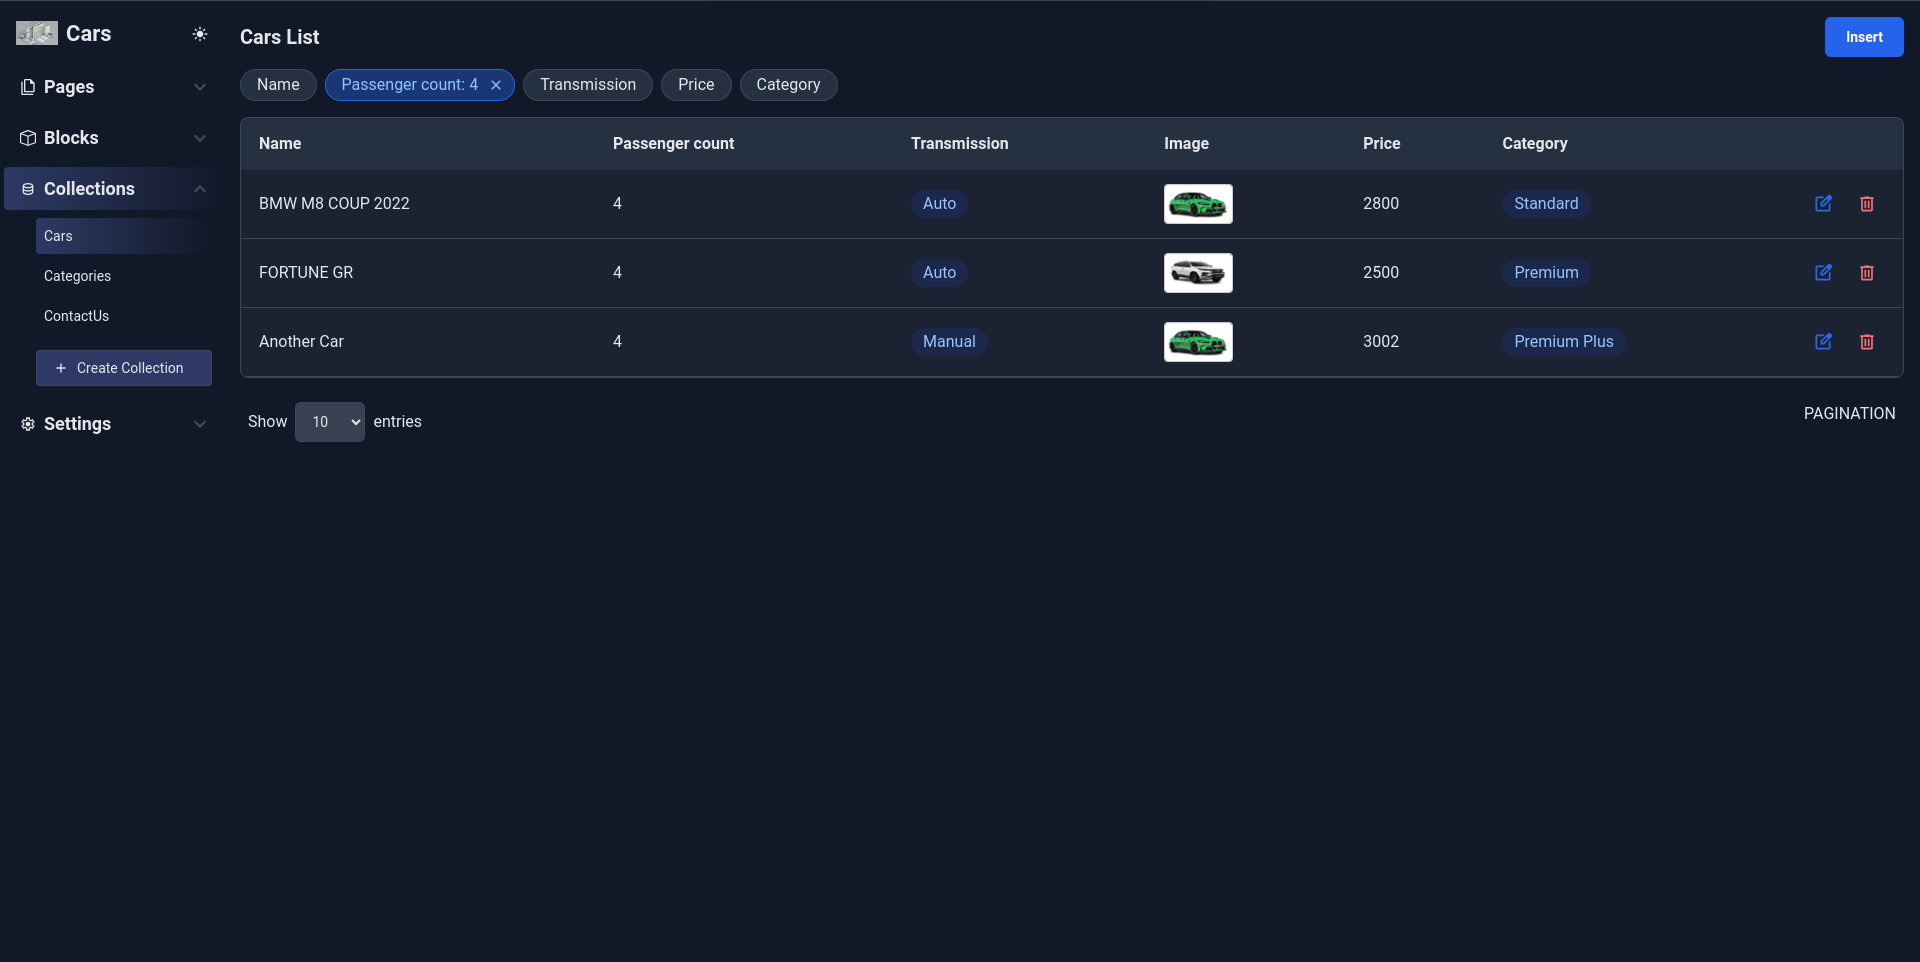 Cars
Pages
Blocks
Collections
Cars
Categories
ContactUs
+ Create Collection
Settings
Cars List
Insert
Name Passenger count: 4 × Transmission Price Category
Name Passenger count Transmission Image Price Category
BMW M8 COUP 2022 4 Auto 2800 Standard
FORTUNE GR 4 Auto 2500 Premium
Another Car 4 Manual 3002 Premium Plus
Show 10 entries
PAGINATION